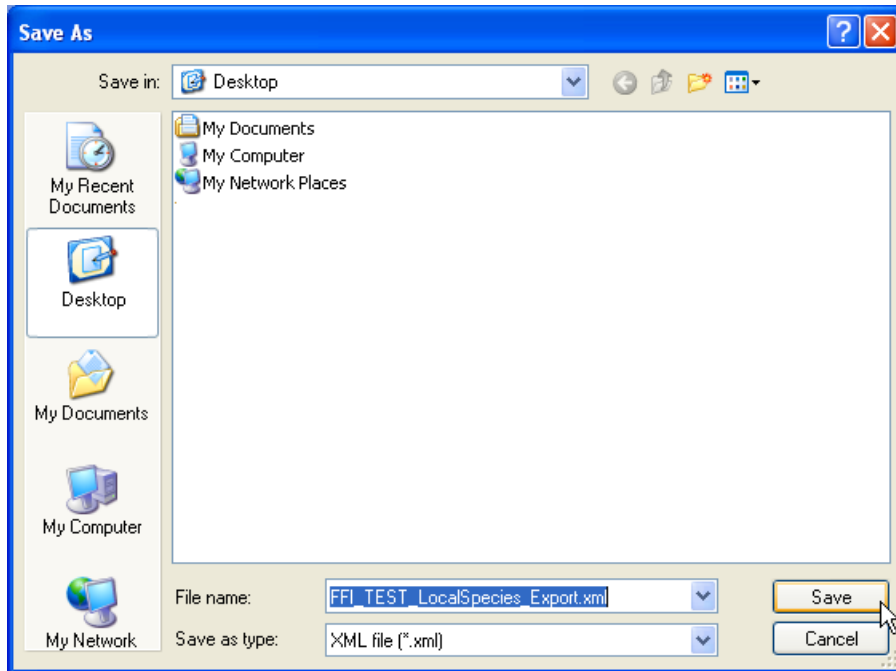 Save As
Save in:
Desktop
My Documents
My Computer
My Network Places
My Recent
Documents
Desktop
My Documents
My Computer
My Network
File name:
FFI_TEST_LocalSpecies_Export.xml
Save
Save as type:
XML file (*.xml)
Cancel